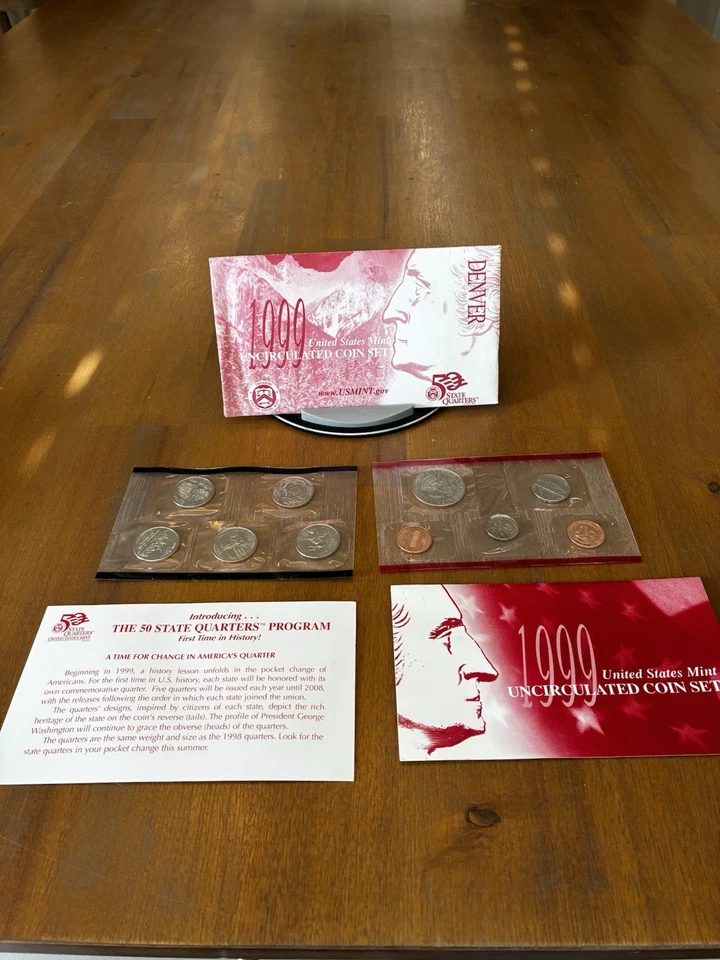 DENVER
1999
United States Mint
UNCIRCULATED COIN SET
www.USMINT.gov
50
STATE
QUARTERS™
50
STATE
QUARTERS
UNITED STATES MINT
Introducing . . .
THE 50 STATE QUARTERS™ PROGRAM
First Time in History!
A TIME FOR CHANGE IN AMERICA'S QUARTER
Beginning in 1999, a history lesson unfolds in the pocket change of
Americans. For the first time in U.S. history, each state will be honored with its
own commemorative quarter. Five quarters will be issued each year until 2008,
with the releases following the order in which each state joined the union.
The quarters' designs, inspired by citizens of each state, depict the rich
heritage of the state on the coin's reverse (tails). The profile of President George
Washington will continue to grace the obverse (heads) of the quarters.
The quarters are the same weight and size as the 1998 quarters. Look for the
state quarters in your pocket change this summer.
1999
United States Mint
UNCIRCULATED COIN SET